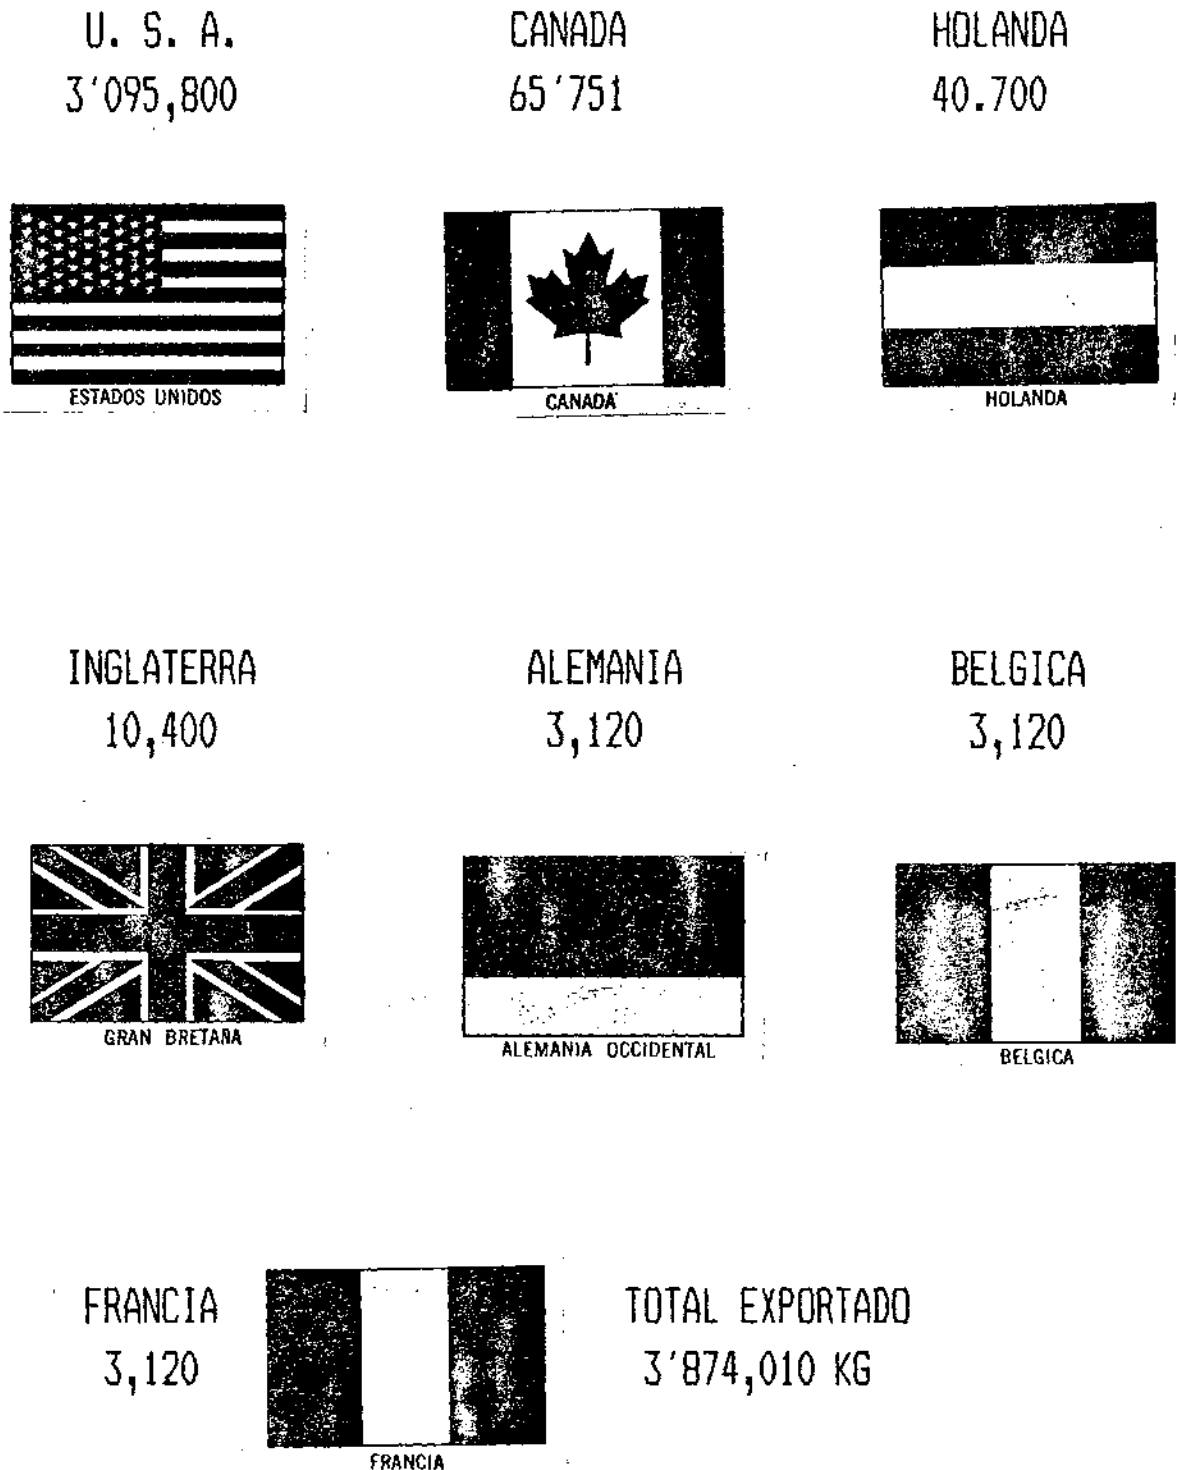 U. S. A.
3'095,800
CANADA
65'751
HOLANDA
40.700
ESTADOS UNIDOS
CANADA
HOLANDA
INGLATERRA
10,400
ALEMANIA
3,120
BELGICA
3,120
GRAN BRETAÑA
ALEMANIA OCCIDENTAL
BELGICA
FRANCIA
3,120
FRANCIA
TOTAL EXPORTADO
3'874,010 KG